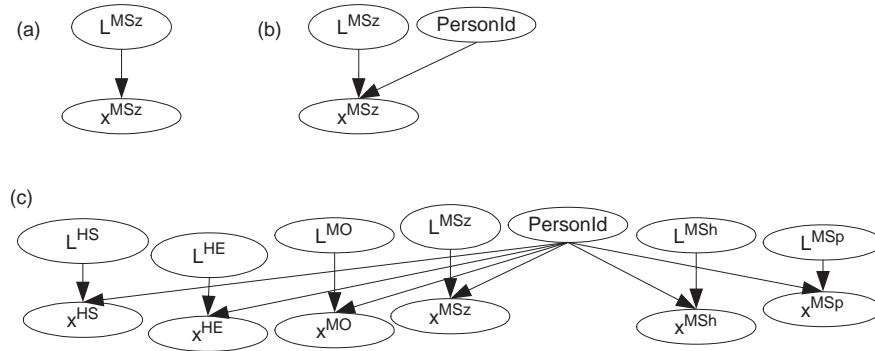 (a) L^MSz (b) L^MSz PersonId
x^MSz x^MSz
(c)
L^HS L^HE L^MO L^MSz PersonId L^MSh L^MSp
x^HS x^HE x^MO x^MSz x^MSh x^MSp